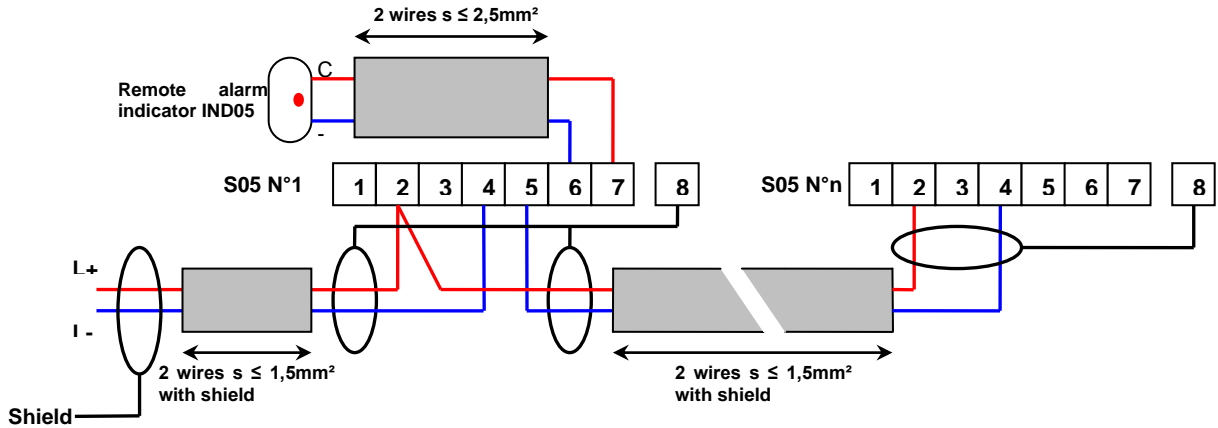 2 wires s ≤ 2,5mm²
C
Remote alarm
indicator IND05
-
S05 N°1 1 2 3 4 5 6 7 8
S05 N°n 1 2 3 4 5 6 7 8
L+
L-
2 wires s ≤ 1,5mm²
with shield
2 wires s ≤ 1,5mm²
with shield
Shield